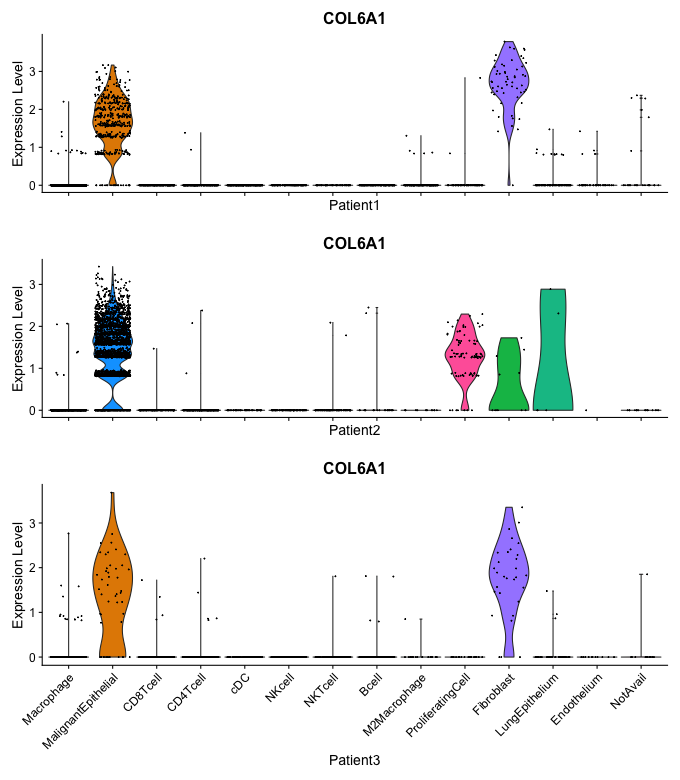 COL6A1
Expression Level
3
2
1
0
Patient1
COL6A1
Expression Level
3
2
1
0
Patient2
COL6A1
Expression Level
3
2
1
0
Macrophage
MalignantEpithelial
CD8Tcell
CD4Tcell
cDC
NKcell
NKTcell
Bcell
M2Macrophage
ProliferatingCell
Fibroblast
LungEpithelium
Endothelium
NotAvail
Patient3